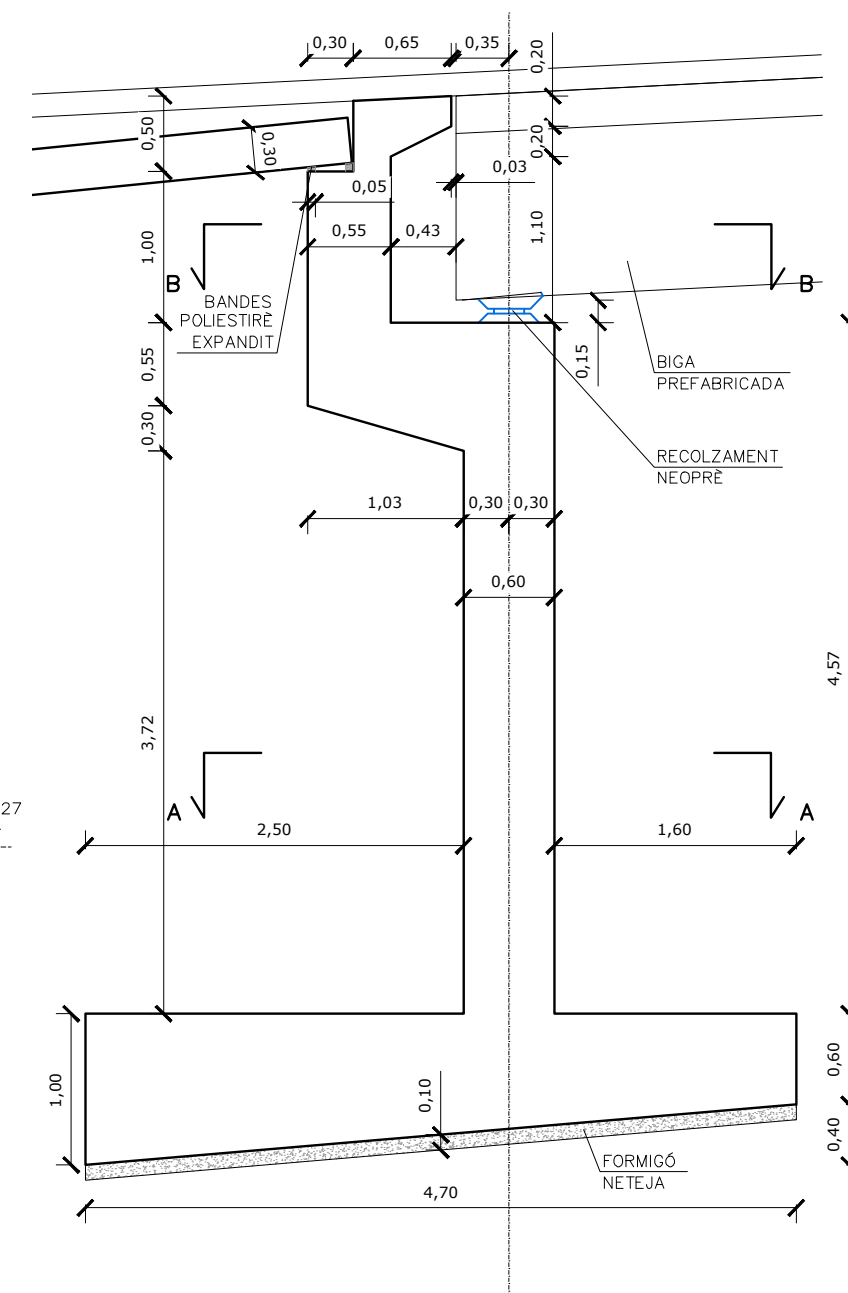 0,30
0,65
0,35
0,20
0,50
0,30
0,20
0,03
0,05
1,10
0,55
0,43
1,00
B
B
BANDES
POLIESTIRÈ
EXPANDIT
0,15
BIGA
PREFABRICADA
0,55
0,30
RECOLZAMENT
NEOPRÈ
1,03
0,30
0,30
0,60
4,57
3,72
27
A
A
2,50
1,60
1,00
0,10
0,60
0,40
FORMIGÓ
NETEJA
4,70